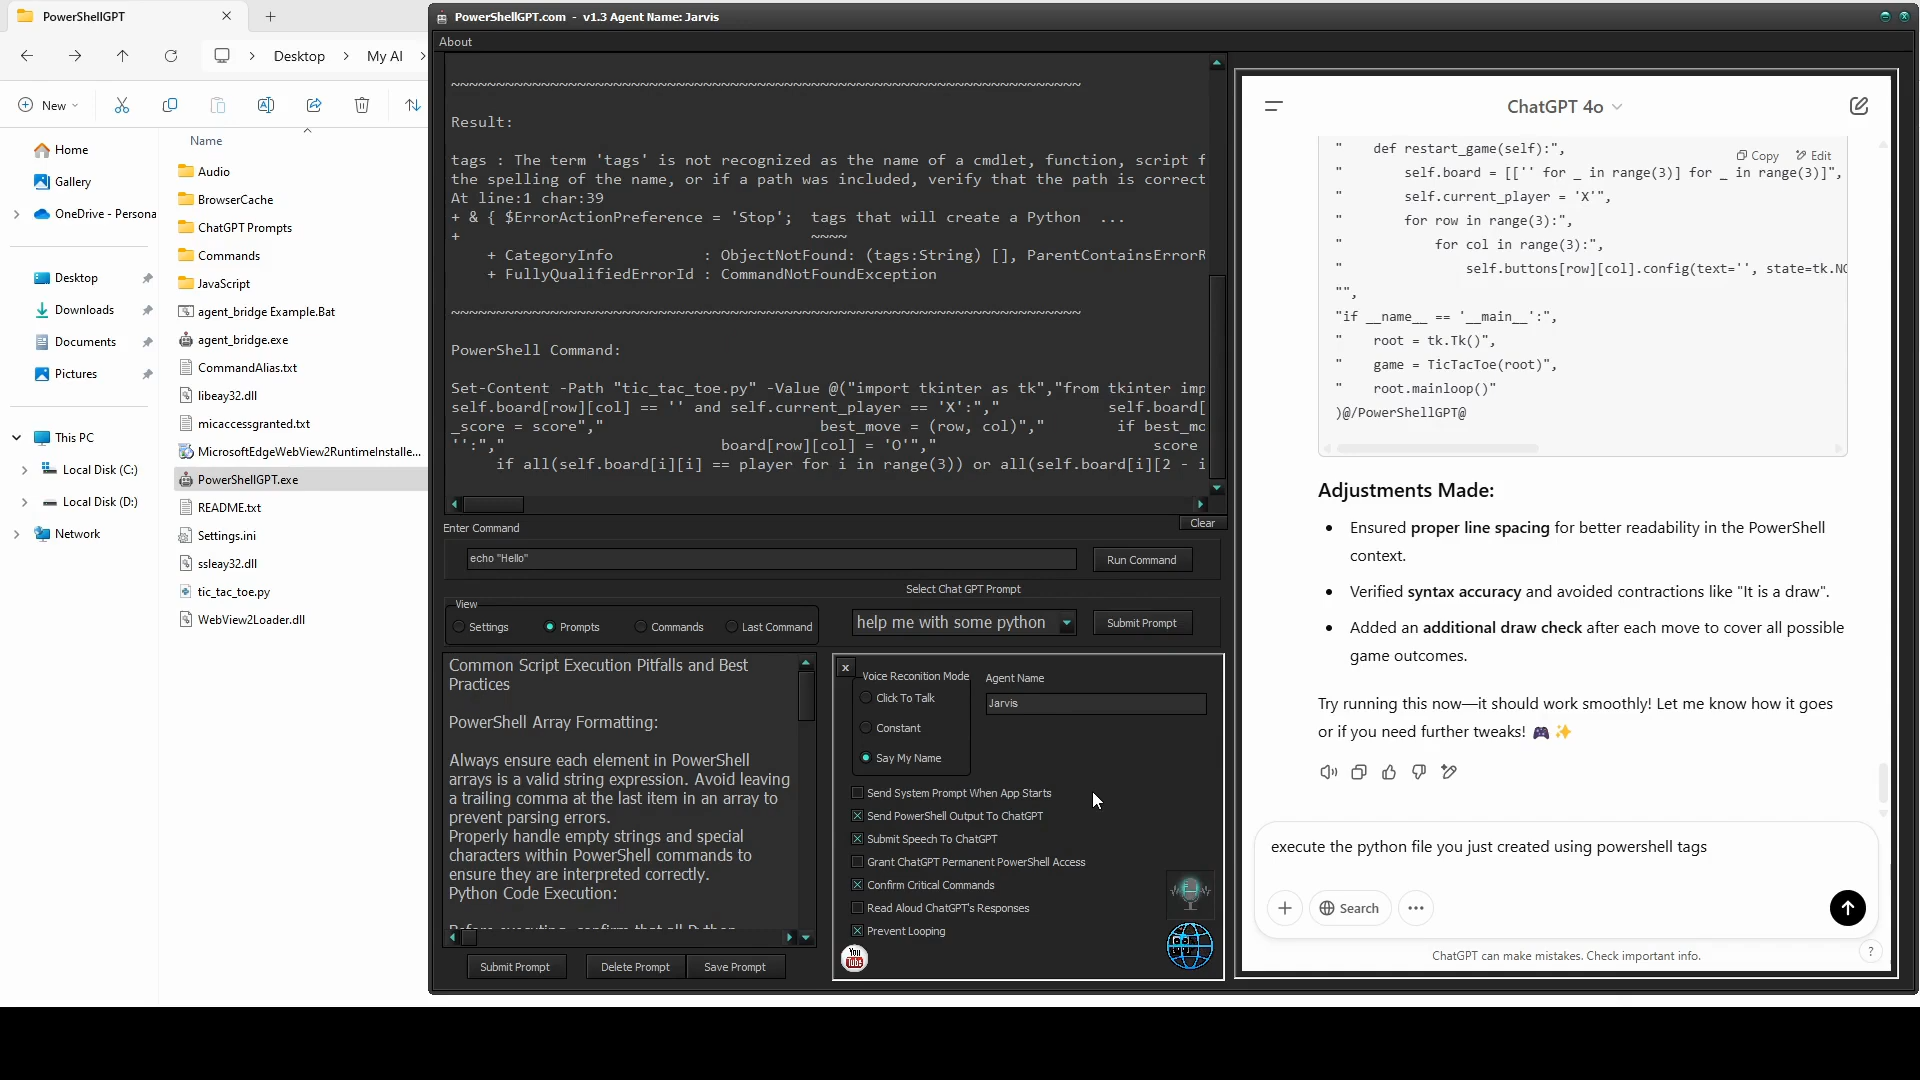 PowerShellGPT
PowerShellGPT.com - v1.3 Agent Name: Jarvis
About
Desktop
My AI
New
Name
Home
Gallery
OneDrive - Persona
Desktop
Downloads
Documents
Pictures
This PC
Local Disk (C:)
Local Disk (D:)
Network
Audio
BrowserCache
ChatGPT Prompts
Commands
JavaScript
agent_bridge Example.Bat
agent_bridge.exe
CommandAlias.txt
libeay32.dll
micaccessgranted.txt
MicrosoftEdgeWebView2RuntimeInstalle...
PowerShellGPT.exe
README.txt
Settings.ini
ssleay32.dll
tic_tac_toe.py
WebView2Loader.dll
~~~~~~~~~~~~~~~~~~~~~~~~~~~~~~~~~~~~~~~~~~~~~~~~~~~~~~~~~~~~~~~~~~~~~~
Result:
tags : The term 'tags' is not recognized as the name of a cmdlet, function, script f
the spelling of the name, or if a path was included, verify that the path is correct
At line:1 char:39
+ & { $ErrorActionPreference = 'Stop';  tags that will create a Python  ...
+                                       ~~~~
    + CategoryInfo          : ObjectNotFound: (tags:String) [], ParentContainsErrorR
    + FullyQualifiedErrorId : CommandNotFoundException
~~~~~~~~~~~~~~~~~~~~~~~~~~~~~~~~~~~~~~~~~~~~~~~~~~~~~~~~~~~~~~~~~~~~~~
PowerShell Command:
Set-Content -Path "tic_tac_toe.py" -Value @("import tkinter as tk","from tkinter imp
self.board[row][col] == '' and self.current_player == 'X':","            self.board[
_score = score","                        best_move = (row, col)","        if best_mo
'':","                board[row][col] = 'O'","                        score
     if all(self.board[i][i] == player for i in range(3)) or all(self.board[i][2 - i
Clear
Enter Command
echo "Hello"
Run Command
Select Chat GPT Prompt
View
Settings
Prompts
Commands
Last Command
help me with some python
Submit Prompt
Common Script Execution Pitfalls and Best
Practices
PowerShell Array Formatting:
Always ensure each element in PowerShell
arrays is a valid string expression. Avoid leaving
a trailing comma at the last item in an array to
prevent parsing errors.
Properly handle empty strings and special
characters within PowerShell commands to
ensure they are interpreted correctly.
Python Code Execution:
Submit Prompt
Delete Prompt
Save Prompt
x
Voice Reconition Mode
Click To Talk
Constant
Say My Name
Agent Name
Jarvis
Send System Prompt When App Starts
Send PowerShell Output To ChatGPT
Submit Speech To ChatGPT
Grant ChatGPT Permanent PowerShell Access
Confirm Critical Commands
Read Aloud ChatGPT's Responses
Prevent Looping
You
Tube
ChatGPT 4o
Copy
Edit
"    def restart_game(self):",
"        self.board = [['' for _ in range(3)] for _ in range(3)]",
"        self.current_player = 'X'",
"        for row in range(3):",
"            for col in range(3):",
"                self.buttons[row][col].config(text='', state=tk.NO
"",
"if __name__ == '__main__':",
"    root = tk.Tk()",
"    game = TicTacToe(root)",
"    root.mainloop()"
)@/PowerShellGPT@
Adjustments Made:
• Ensured proper line spacing for better readability in the PowerShell
context.
• Verified syntax accuracy and avoided contractions like "It is a draw".
• Added an additional draw check after each move to cover all possible
game outcomes.
Try running this now—it should work smoothly! Let me know how it goes
or if you need further tweaks! 🎮 ✨
execute the python file you just created using powershell tags
Search
ChatGPT can make mistakes. Check important info.
?